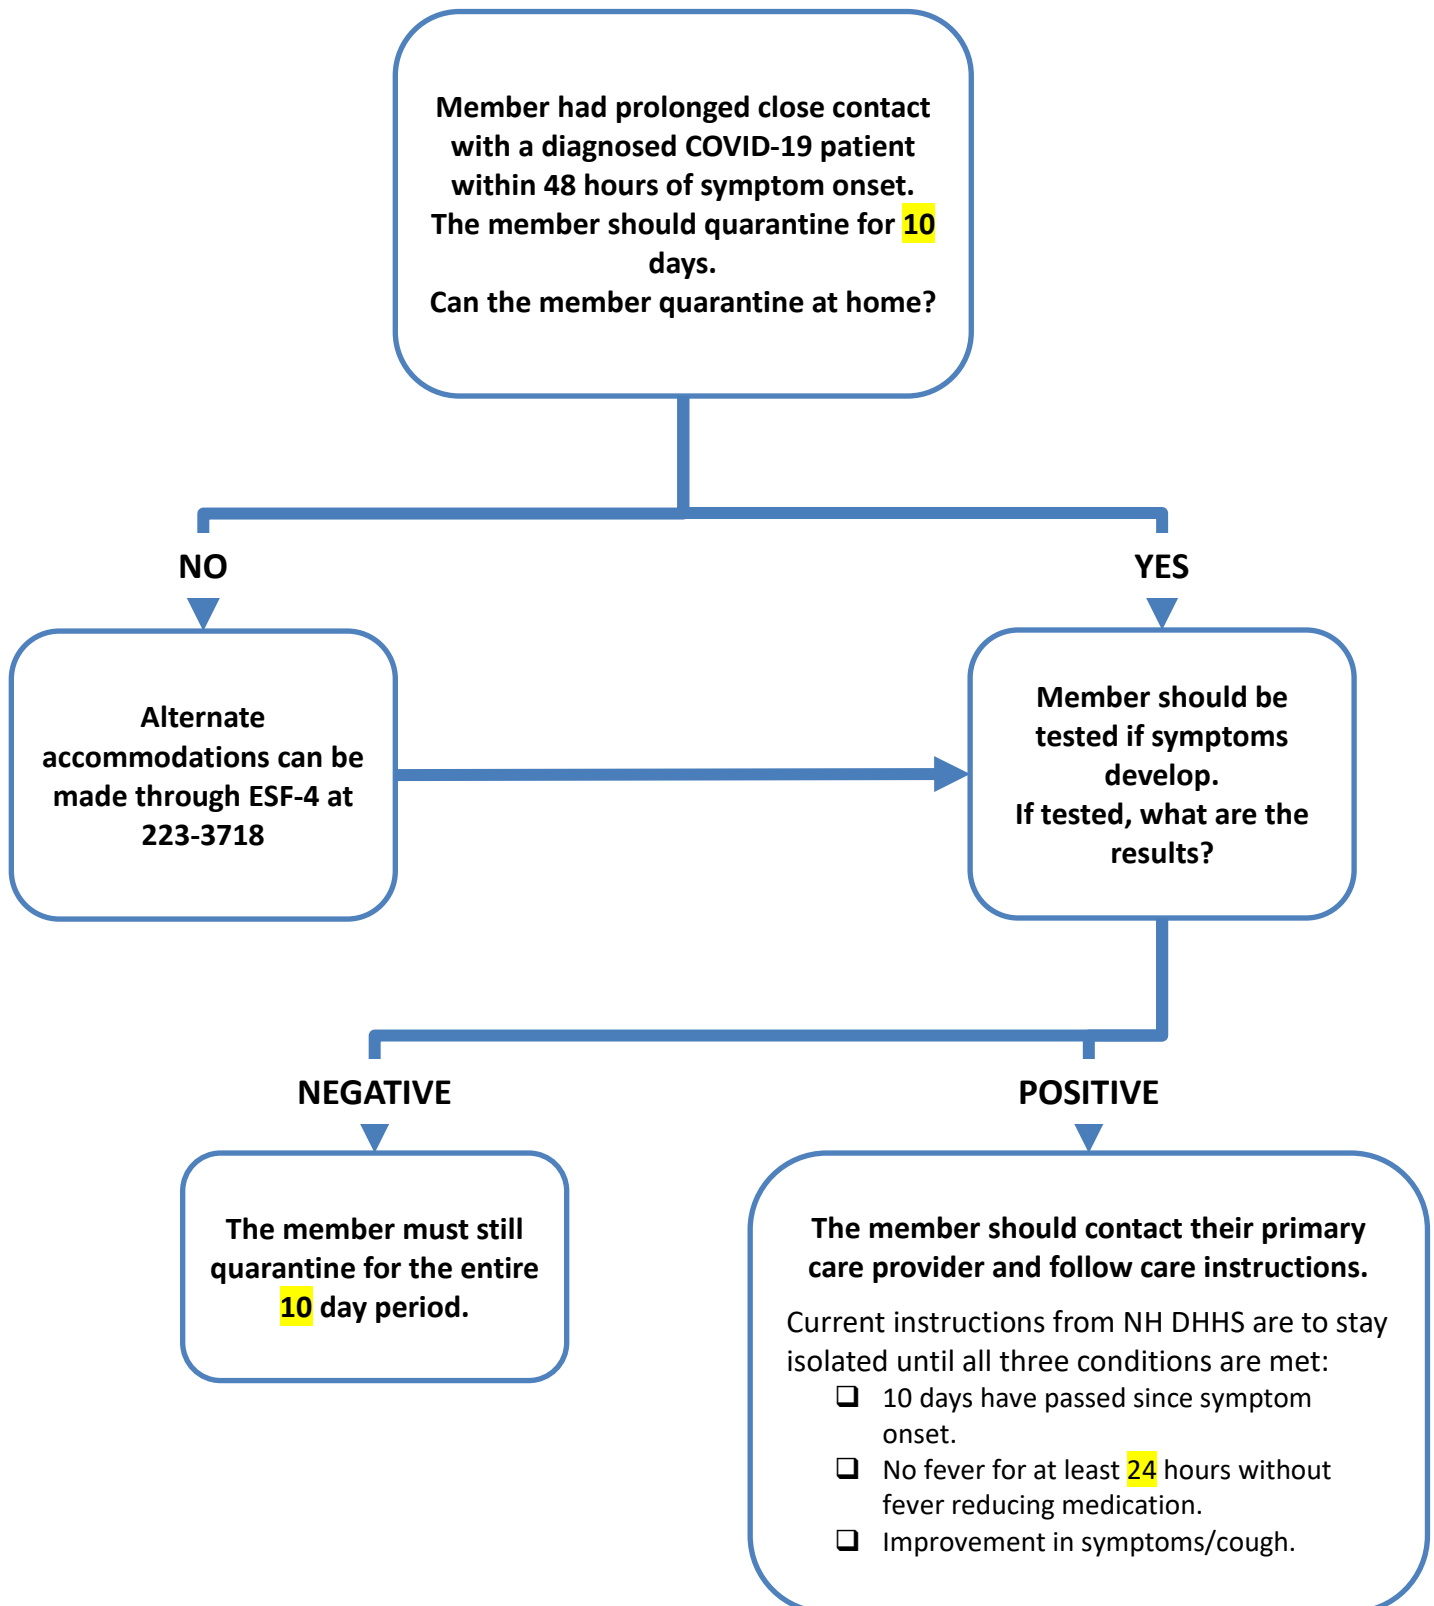 Member had prolonged close contact
with a diagnosed COVID-19 patient
within 48 hours of symptom onset.
The member should quarantine for 10
days.
Can the member quarantine at home?
NO
YES
Alternate
accommodations can be
made through ESF-4 at
223-3718
Member should be
tested if symptoms
develop.
If tested, what are the
results?
NEGATIVE
POSITIVE
The member must still
quarantine for the entire
10 day period.
The member should contact their primary
care provider and follow care instructions.
Current instructions from NH DHHS are to stay
isolated until all three conditions are met:
❑ 10 days have passed since symptom
onset.
❑ No fever for at least 24 hours without
fever reducing medication.
❑ Improvement in symptoms/cough.